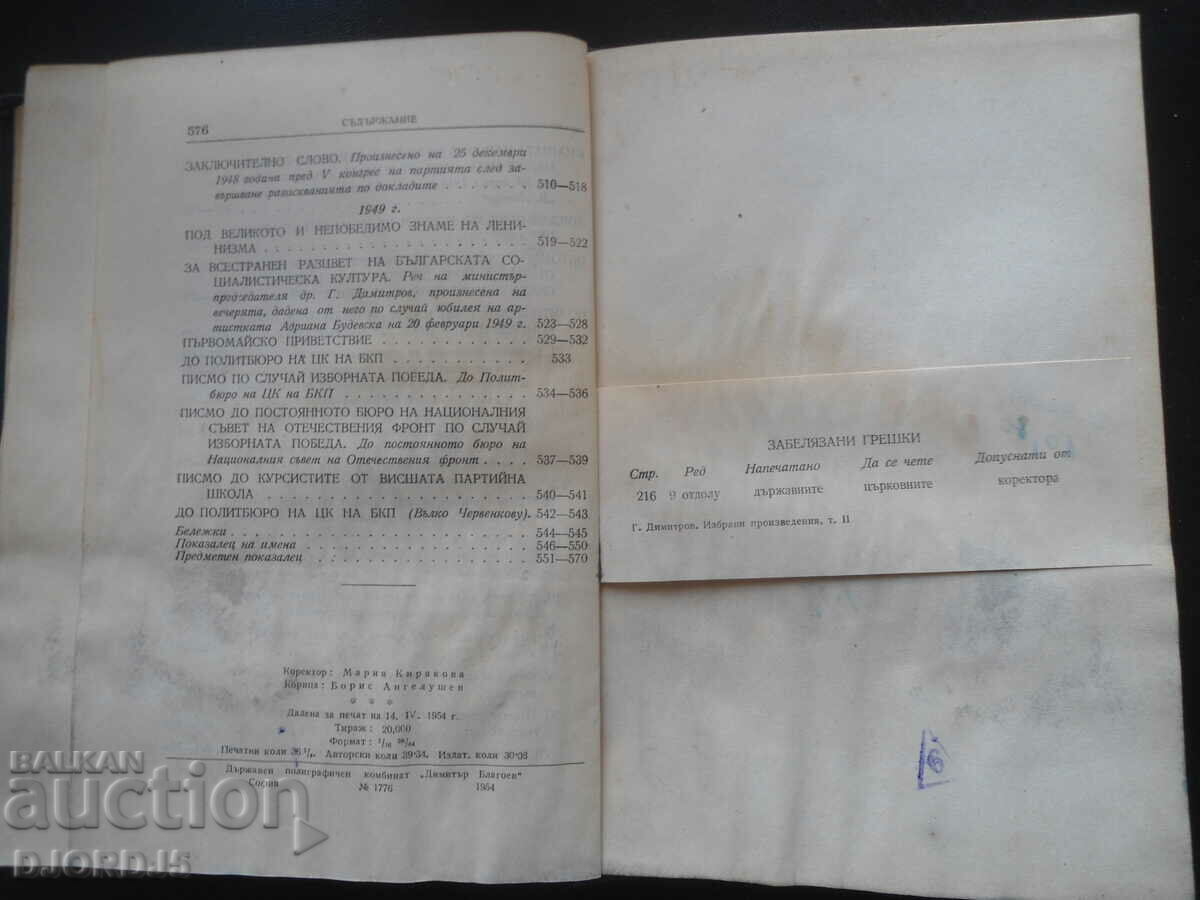 576 СЪДЪРЖАНИЕ
ЗАКЛЮЧИТЕЛНО СЛОВО. Произнесено на 25 декември
1948 година пред V конгрес на партията след за-
вършване разискванията по докладите . . . . . . . 510—518
1949 г.
ПОД ВЕЛИКОТО И НЕПОБЕДИМО ЗНАМЕ НА ЛЕНИ-
НИЗМА . . . . . . . . . . . . . . . . . . . . . 519—522
ЗА ВСЕСТРАНЕН РАЗЦВЕТ НА БЪЛГАРСКАТА СО-
ЦИАЛИСТИЧЕСКА КУЛТУРА. Реч на министър-
председателя др. Г. Димитров, произнесена на
вечерята, дадена от него по случай юбилея на ар-
тистката Адриана Будевска на 20 февруари 1949 г. 523—528
ПЪРВОМАЙСКО ПРИВЕТСТВИЕ . . . . . . . . . . . 529—532
ДО ПОЛИТБЮРО НА ЦК НА БКП . . . . . . . . . . . 533
ПИСМО ПО СЛУЧАЙ ИЗБОРНАТА ПОБЕДА. До Полит-
бюро на ЦК на БКП . . . . . . . . . . . . . . . 534—536
ПИСМО ДО ПОСТОЯННОТО БЮРО НА НАЦИОНАЛНИЯ
СЪВЕТ НА ОТЕЧЕСТВЕНИЯ ФРОНТ ПО СЛУЧАЙ
ИЗБОРНАТА ПОБЕДА. До постоянното бюро на
Националния съвет на Отечествения фронт . . . . 537—539
ПИСМО ДО КУРСИСТИТЕ ОТ ВИСШАТА ПАРТИЙНА
ШКОЛА . . . . . . . . . . . . . . . . . . . . . 540—541
ДО ПОЛИТБЮРО НА ЦК НА БКП (Вълко Червенкову). 542—543
Бележки . . . . . . . . . . . . . . . . . . . . . 544—545
Показалец на имена . . . . . . . . . . . . . . . . 546—550
Предметен показалец . . . . . . . . . . . . . . . 551—570
Коректор: Мария Кирякова
Корица: Борис Ангелушев
* * *
Дадена за печат на 14. IV. 1954 г.
Тираж: 20,000
Формат: 1/16 59/84
Печатни коли 36 Авторски коли 39·34. Издат. коли 30·08
Държавен полиграфичен комбинат „Димитър Благоев“
София № 1776 1954
ЗАБЕЛЯЗАНИ ГРЕШКИ
Стр. Ред Напечатано Да се чете Допуснати от
216 9 отдолу държавните църковните коректора
Г. Димитров. Избрани произведения, т. II
BALKAN
auction
DJORD.15